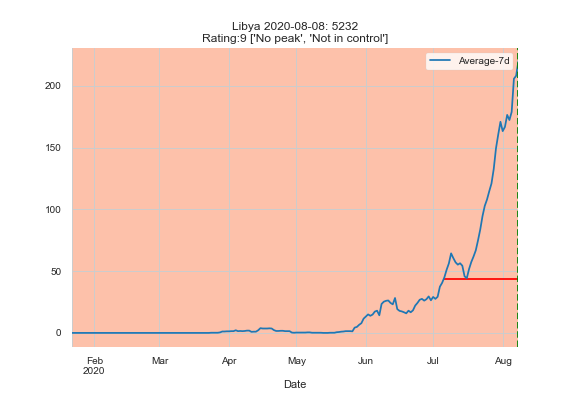 Libya 2020-08-08: 5232
Rating:9 ['No peak', 'Not in control']
Average-7d
200
150
100
50
0
Feb
2020
Mar
Apr
May
Jun
Jul
Aug
Date